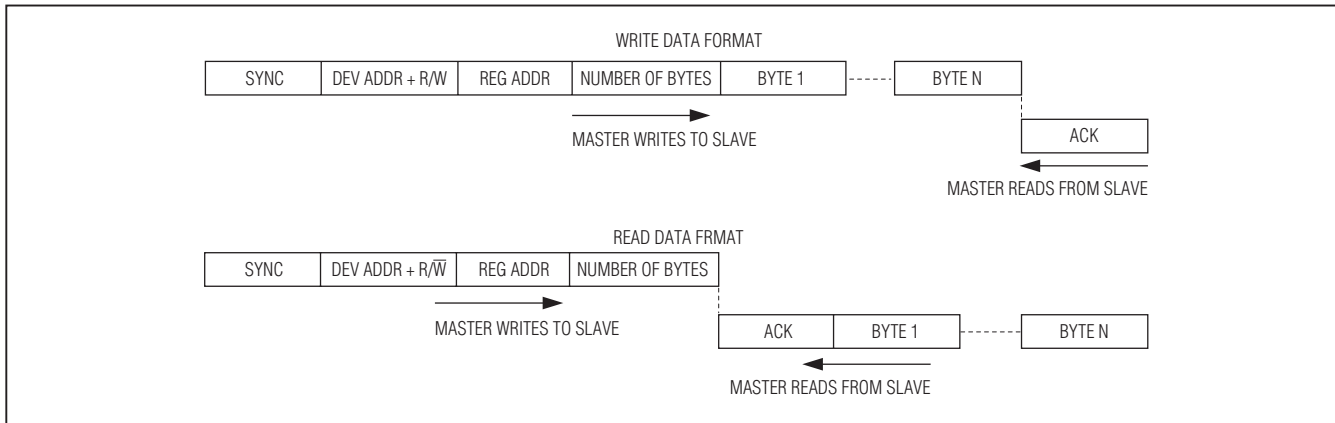 WRITE DATA FORMAT
SYNC DEV ADDR + R/W REG ADDR NUMBER OF BYTES BYTE 1 BYTE N
MASTER WRITES TO SLAVE
ACK
MASTER READS FROM SLAVE
READ DATA FRMAT
SYNC DEV ADDR + R/W̅ REG ADDR NUMBER OF BYTES
MASTER WRITES TO SLAVE
ACK BYTE 1 BYTE N
MASTER READS FROM SLAVE